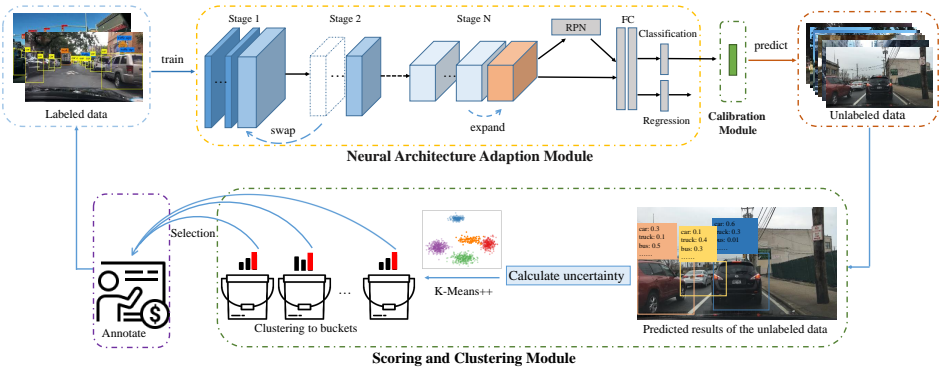 Stage 1
Stage 2
Stage N
RPN
FC
Classification
train
predict
swap
expand
Regression
Labeled data
Calibration
Module
Unlabeled data
Neural Architecture Adaption Module
Selection
car: 0.3
truck: 0.1
bus: 0.5
......
car: 0.1
truck: 0.4
bus: 0.3
......
car: 0.6
truck: 0.3
bus: 0.01
......
Calculate uncertainty
K-Means++
...
Annotate
Clustering to buckets
Predicted results of the unlabeled data
Scoring and Clustering Module